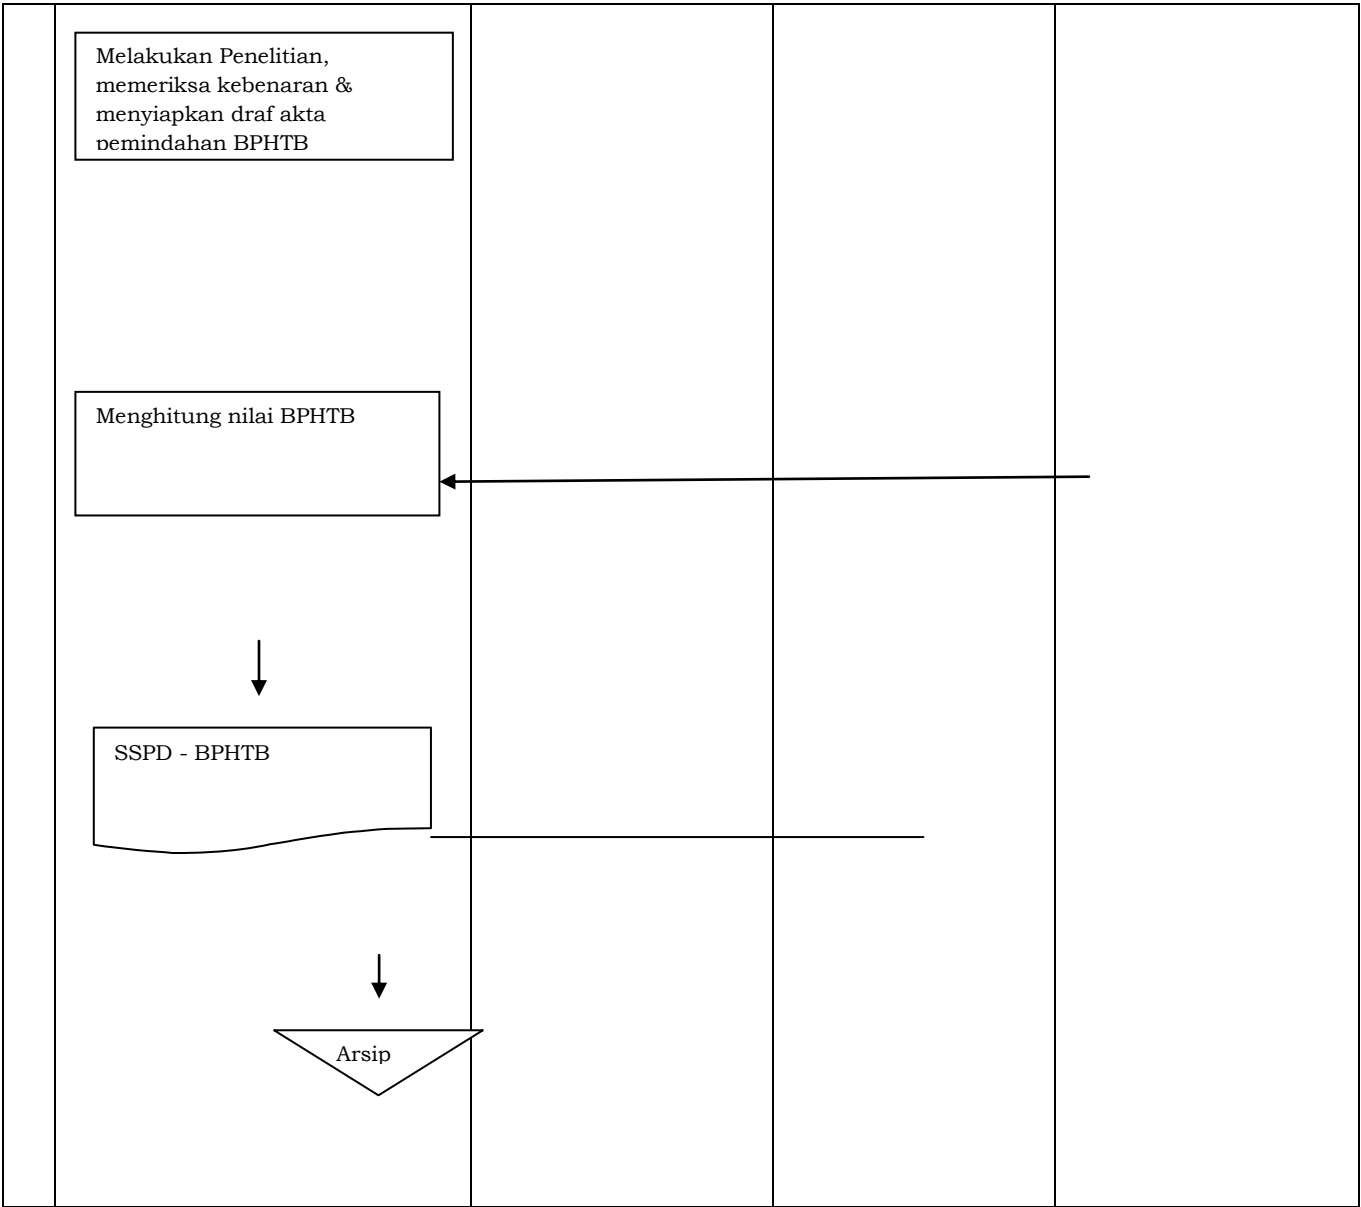 Melakukan Penelitian,
memeriksa kebenaran &
menyiapkan draf akta
pemindahan BPHTB
Menghitung nilai BPHTB
SSPD - BPHTB
Arsip